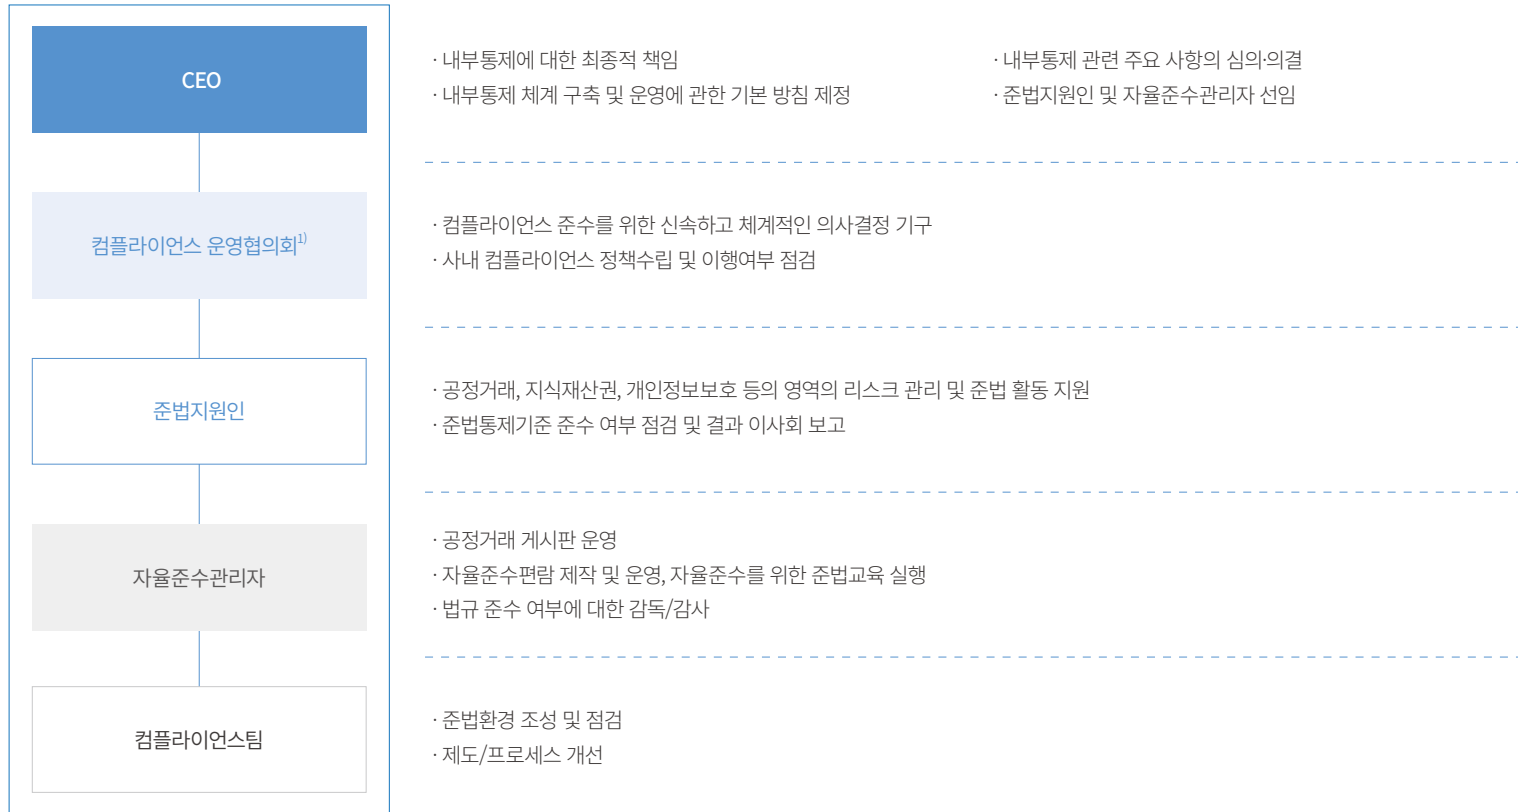 CEO
· 내부통제에 대한 최종적 책임
· 내부통제 체계 구축 및 운영에 관한 기본 방침 제정
· 내부통제 관련 주요 사항의 심의·의결
· 준법지원인 및 자율준수관리자 선임
컴플라이언스 운영협의회1)
· 컴플라이언스 준수를 위한 신속하고 체계적인 의사결정 기구
· 사내 컴플라이언스 정책수립 및 이행여부 점검
준법지원인
· 공정거래, 지식재산권, 개인정보보호 등의 영역의 리스크 관리 및 준법 활동 지원
· 준법통제기준 준수 여부 점검 및 결과 이사회 보고
자율준수관리자
· 공정거래 게시판 운영
· 자율준수편람 제작 및 운영, 자율준수를 위한 준법교육 실행
· 법규 준수 여부에 대한 감독/감사
컴플라이언스팀
· 준법환경 조성 및 점검
· 제도/프로세스 개선